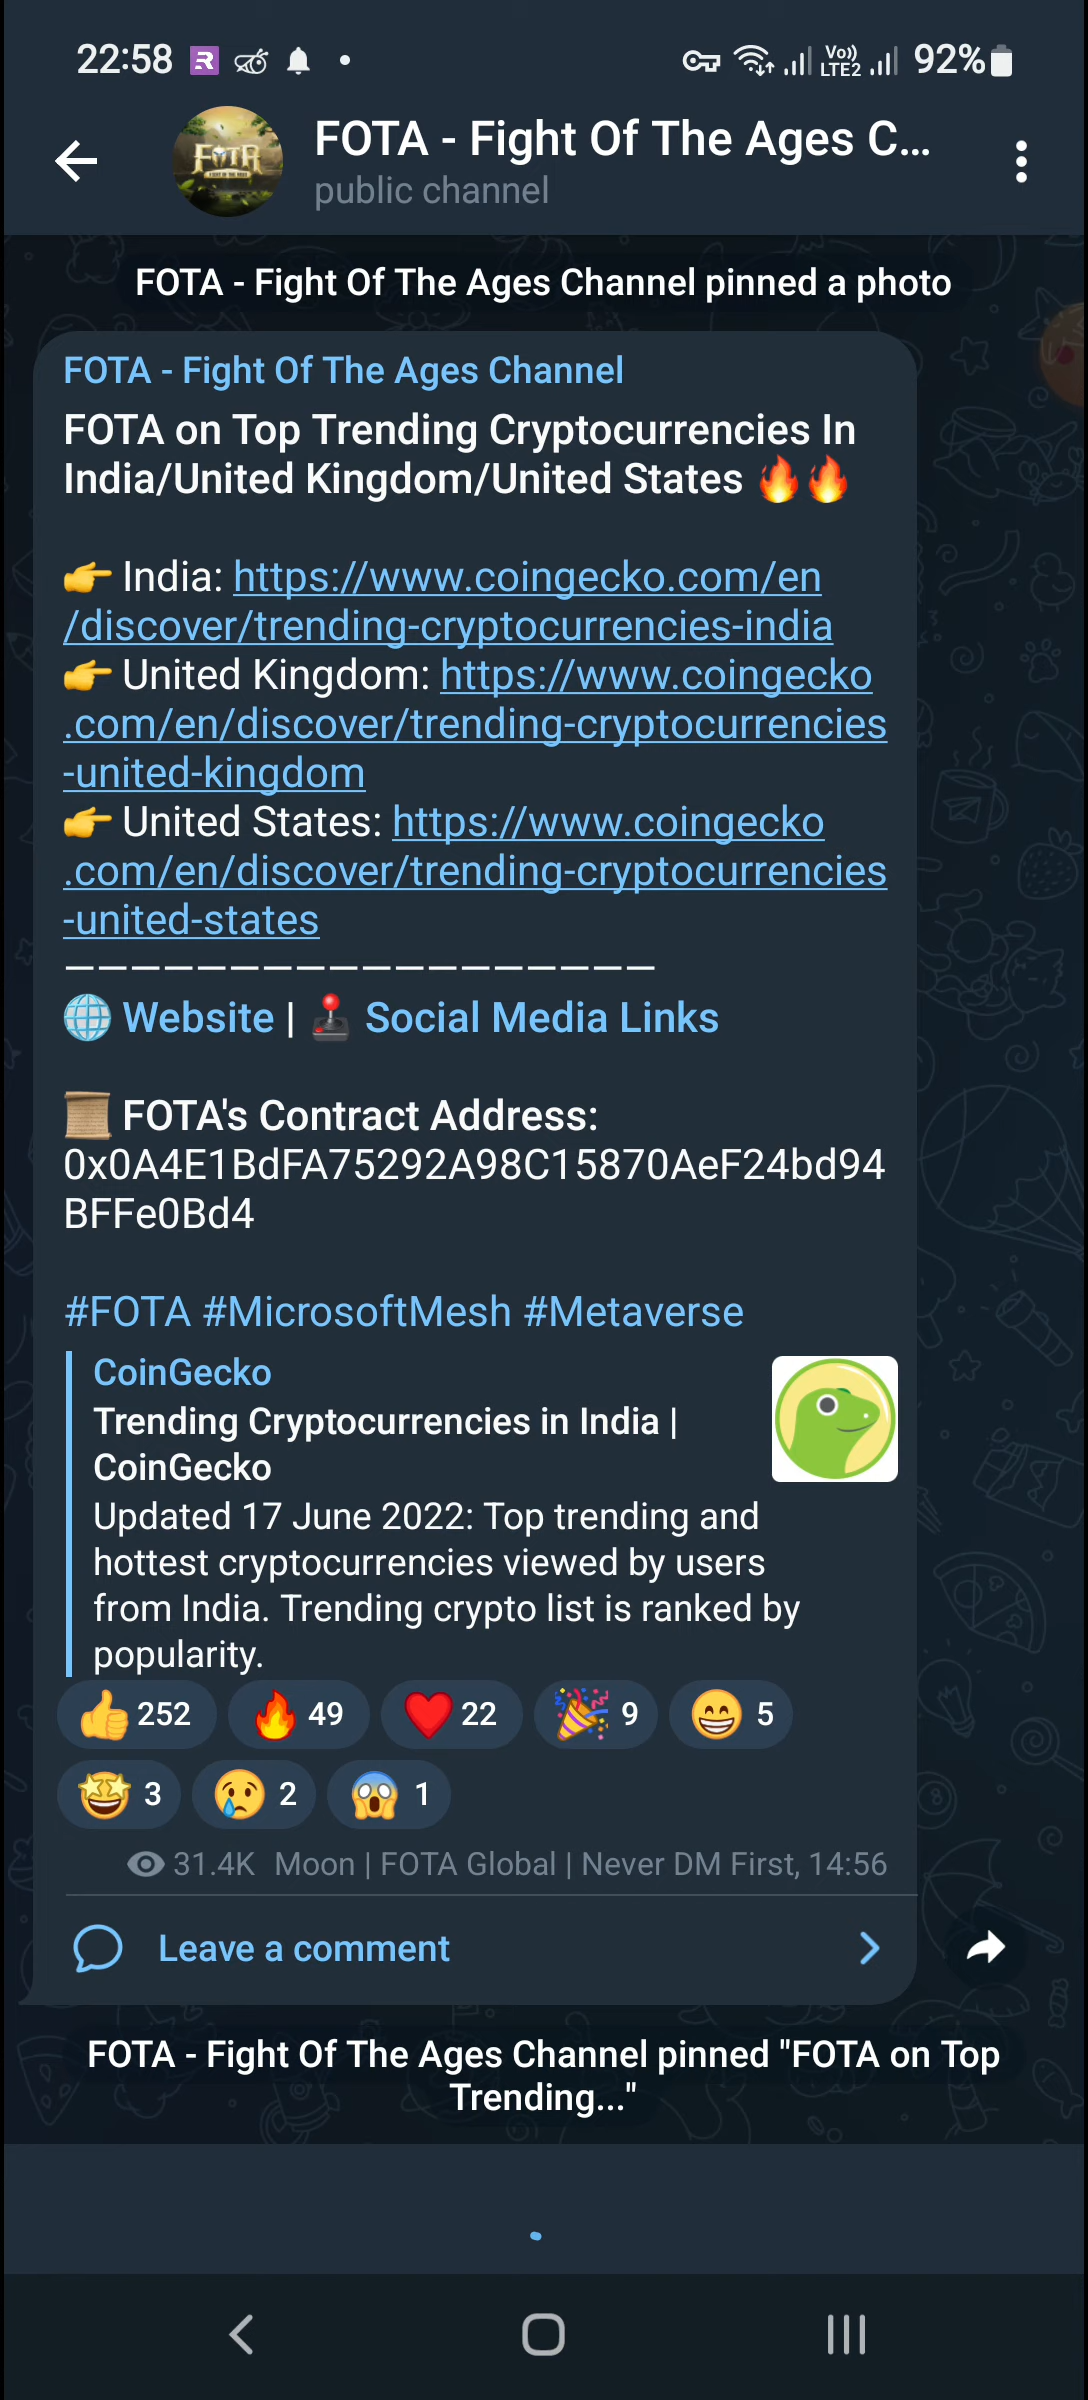 22:58
Vo))
LTE2
92%
FOTA - Fight Of The Ages C...
public channel
FOTA
FOTA - Fight Of The Ages Channel pinned a photo
FOTA - Fight Of The Ages Channel
FOTA on Top Trending Cryptocurrencies In
India/United Kingdom/United States 🔥🔥
👉 India: https://www.coingecko.com/en
/discover/trending-cryptocurrencies-india
👉 United Kingdom: https://www.coingecko
.com/en/discover/trending-cryptocurrencies
-united-kingdom
👉 United States: https://www.coingecko
.com/en/discover/trending-cryptocurrencies
-united-states
——————————————————
🌐 Website | 🕹 Social Media Links
📜 FOTA's Contract Address:
0x0A4E1BdFA75292A98C15870AeF24bd94
BFFe0Bd4
#FOTA #MicrosoftMesh #Metaverse
CoinGecko
Trending Cryptocurrencies in India |
CoinGecko
Updated 17 June 2022: Top trending and
hottest cryptocurrencies viewed by users
from India. Trending crypto list is ranked by
popularity.
👍 252 🔥 49 ❤ 22 🎉 9 😁 5
🤩 3 😢 2 😱 1
31.4K Moon | FOTA Global | Never DM First, 14:56
Leave a comment
FOTA - Fight Of The Ages Channel pinned "FOTA on Top
Trending..."